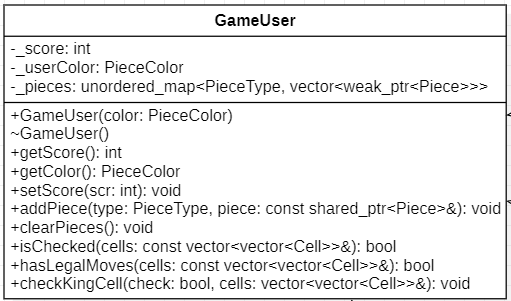 GameUser
-_score: int
-_userColor: PieceColor
-_pieces: unordered_map<PieceType, vector<weak_ptr<Piece>>>
+GameUser(color: PieceColor)
~GameUser()
+getScore(): int
+getColor(): PieceColor
+setScore(scr: int): void
+addPiece(type: PieceType, piece: const shared_ptr<Piece>&): void
+clearPieces(): void
+isChecked(cells: const vector<vector<Cell>>&): bool
+hasLegalMoves(cells: const vector<vector<Cell>>&): bool
+checkKingCell(check: bool, cells: vector<vector<Cell>>&): void